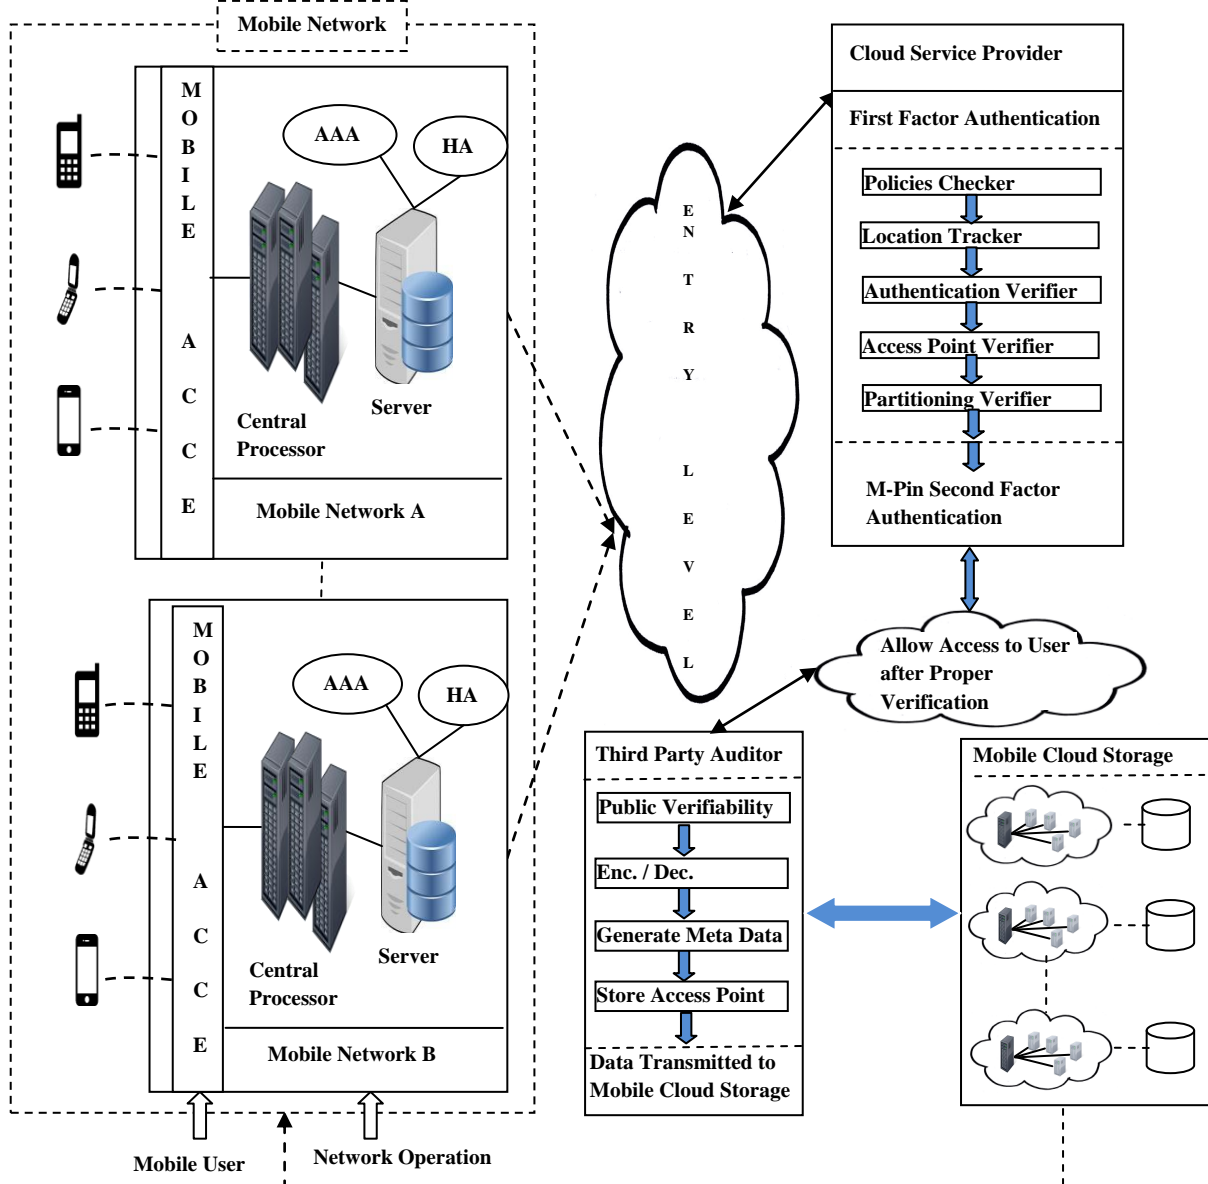 Mobile Network
M
O
B
I
L
E
A
C
C
E
AAA
HA
Server
Central
Processor
Mobile Network A
M
O
B
I
L
E
A
C
C
E
AAA
HA
Server
Central
Processor
Mobile Network B
Mobile User
Network Operation
E
N
T
R
Y
L
E
V
E
L
Cloud Service Provider
First Factor Authentication
Policies Checker
Location Tracker
Authentication Verifier
Access Point Verifier
Partitioning Verifier
M-Pin Second Factor
Authentication
Allow Access to User
after Proper
Verification
Third Party Auditor
Public Verifiability
Enc. / Dec.
Generate Meta Data
Store Access Point
Data Transmitted to
Mobile Cloud Storage
Mobile Cloud Storage